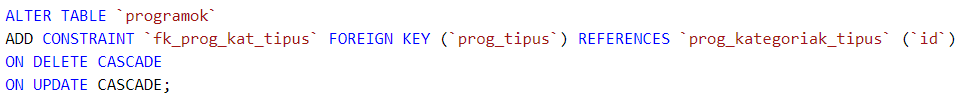 ALTER TABLE `programok`
ADD CONSTRAINT `fk_prog_kat_tipus` FOREIGN KEY (`prog_tipus`) REFERENCES `prog_kategoriak_tipus` (`id`)
ON DELETE CASCADE
ON UPDATE CASCADE;